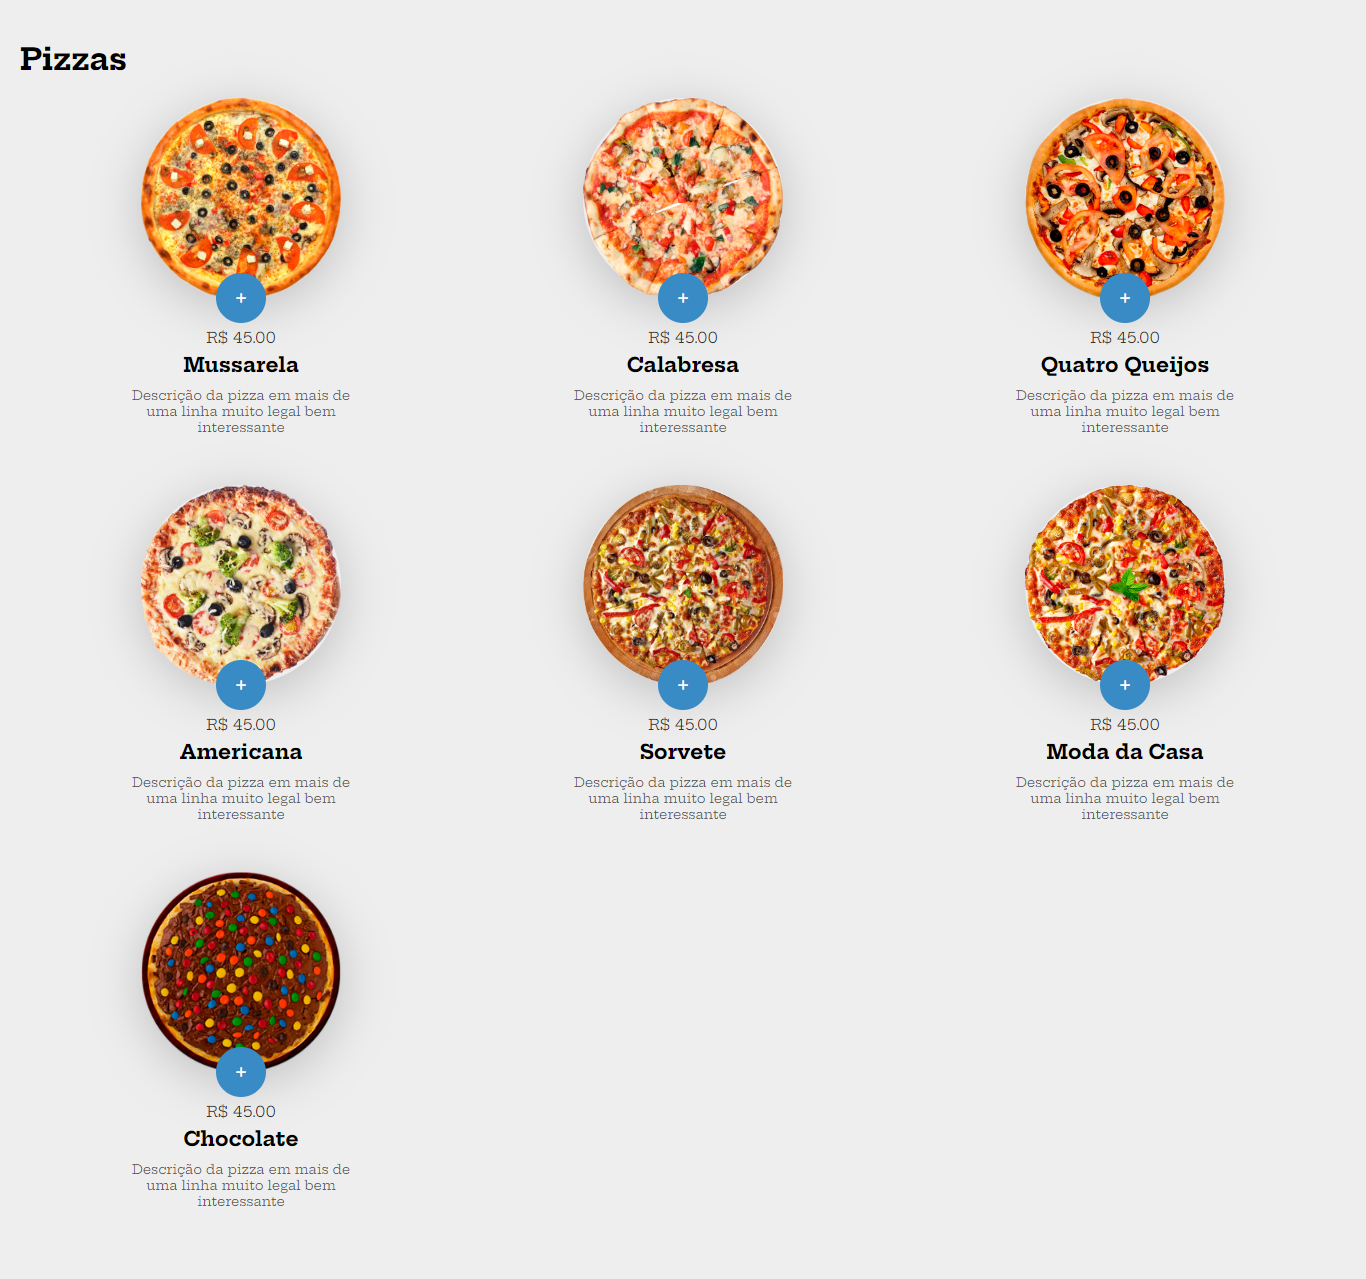 Pizzas
+
R$ 45.00
Mussarela
Descrição da pizza em mais de
uma linha muito legal bem
interessante
+
R$ 45.00
Calabresa
Descrição da pizza em mais de
uma linha muito legal bem
interessante
+
R$ 45.00
Quatro Queijos
Descrição da pizza em mais de
uma linha muito legal bem
interessante
+
R$ 45.00
Americana
Descrição da pizza em mais de
uma linha muito legal bem
interessante
+
R$ 45.00
Sorvete
Descrição da pizza em mais de
uma linha muito legal bem
interessante
+
R$ 45.00
Moda da Casa
Descrição da pizza em mais de
uma linha muito legal bem
interessante
+
R$ 45.00
Chocolate
Descrição da pizza em mais de
uma linha muito legal bem
interessante